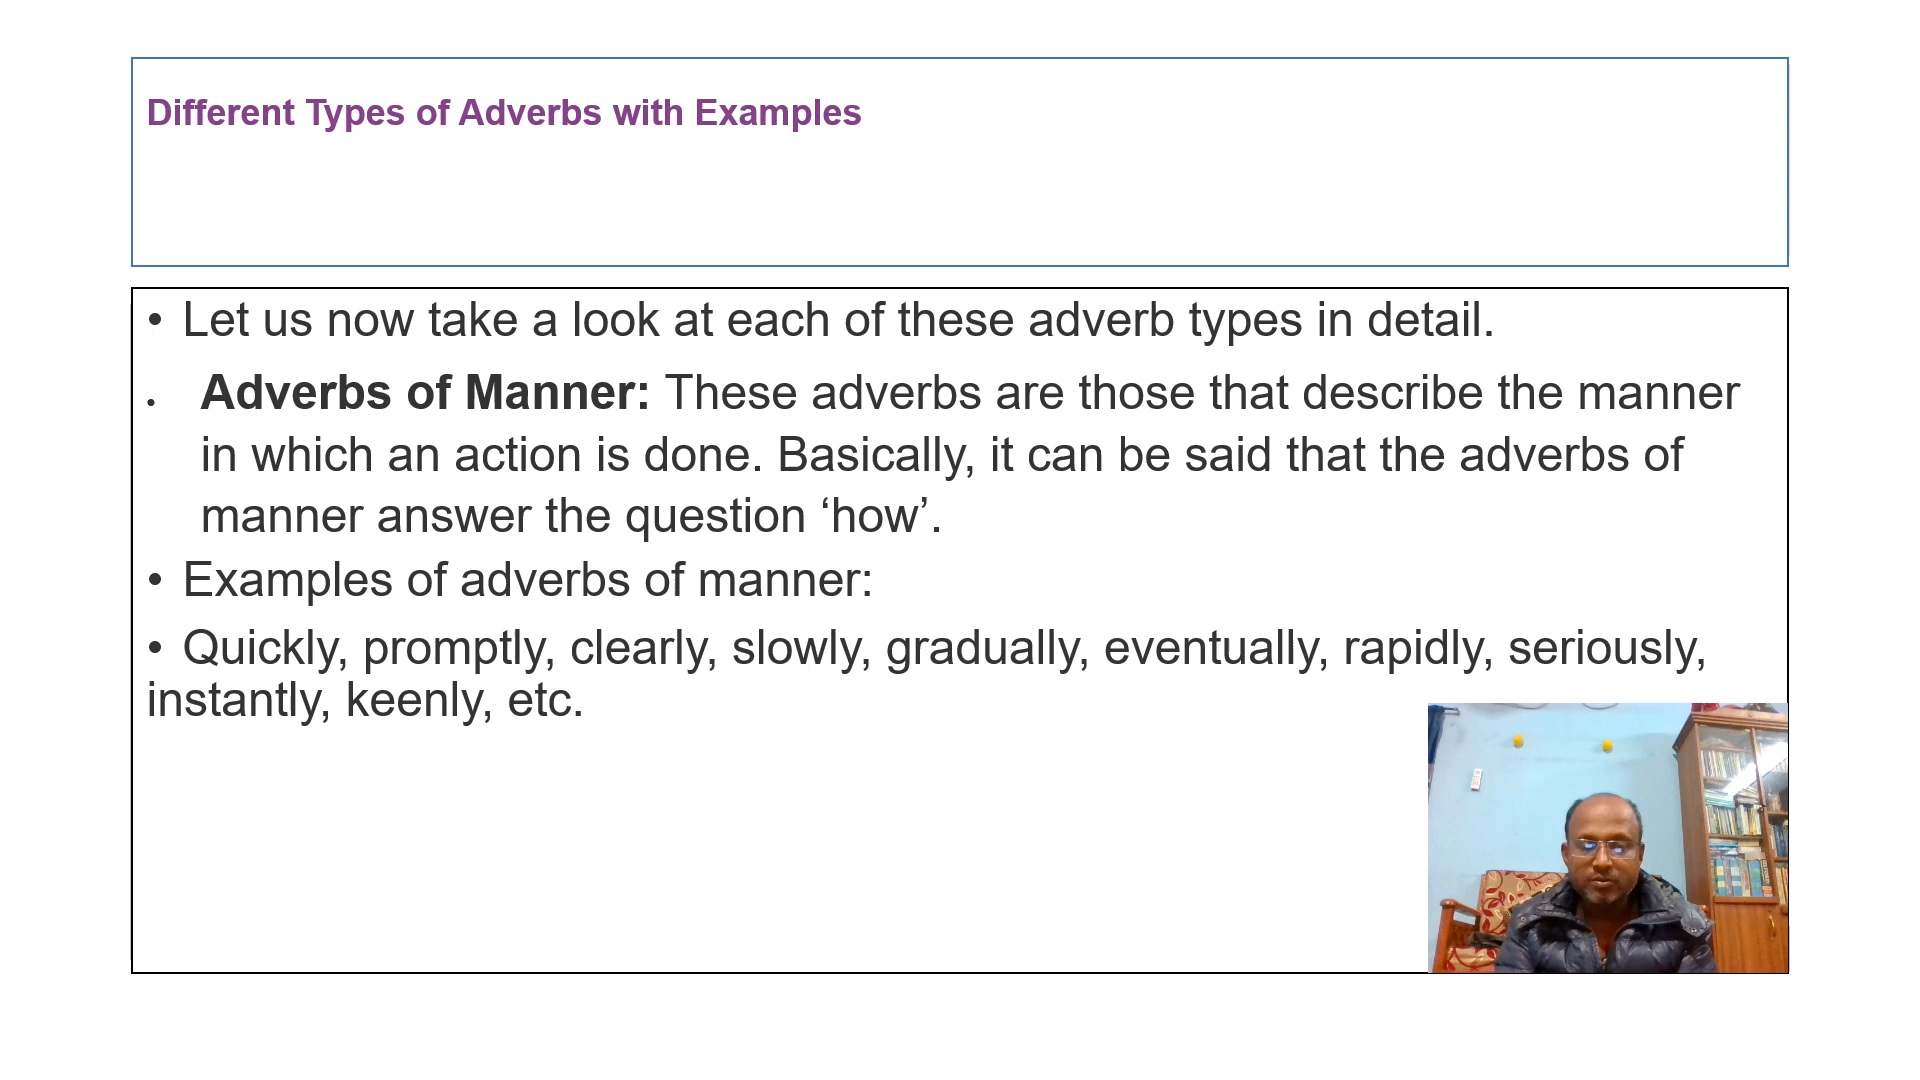 Different Types of Adverbs with Examples
• Let us now take a look at each of these adverb types in detail.
• Adverbs of Manner: These adverbs are those that describe the manner
in which an action is done. Basically, it can be said that the adverbs of
manner answer the question ‘how’.
• Examples of adverbs of manner:
• Quickly, promptly, clearly, slowly, gradually, eventually, rapidly, seriously,
instantly, keenly, etc.